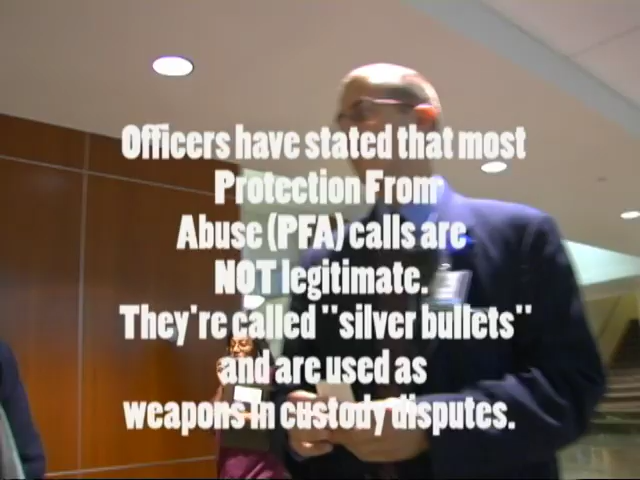 Officers have stated that most
Protection From
Abuse (PFA) calls are
NOT legitimate.
They're called "silver bullets"
and are used as
weapons in custody disputes.